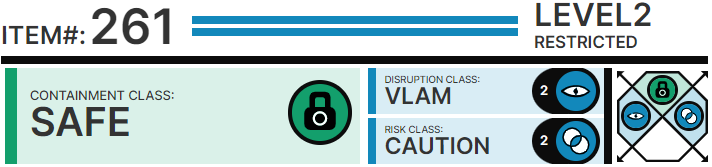 ITEM#: 261
LEVEL2
RESTRICTED
CONTAINMENT CLASS:
SAFE
DISRUPTION CLASS:
VLAM
2
RISK CLASS:
CAUTION
2